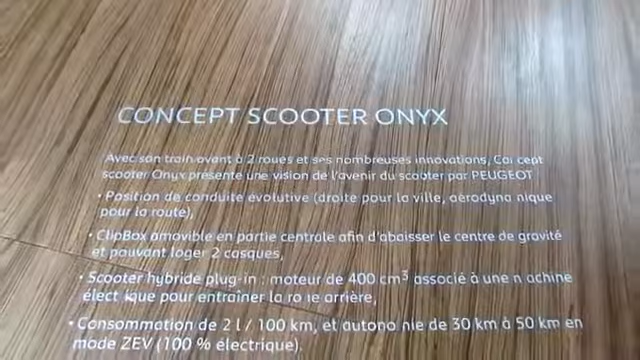 CONCEPT SCOOTER ONYX
Avec son train avant à 2 roues et ses nombreuses innovations, Concept
scooter Onyx présente une vision de l'avenir du scooter par PEUGEOT
• Position de conduite évolutive (droite pour la ville, aérodynamique
pour la route),
• ClipBox amovible en partie centrale afin d'abaisser le centre de gravité
et pouvant loger 2 casques,
• Scooter hybride plug-in : moteur de 400 cm³ associé à une machine
électrique pour entraîner la roue arrière,
• Consommation de 2 l / 100 km, et autonomie de 30 km à 50 km en
mode ZEV (100 % électrique).